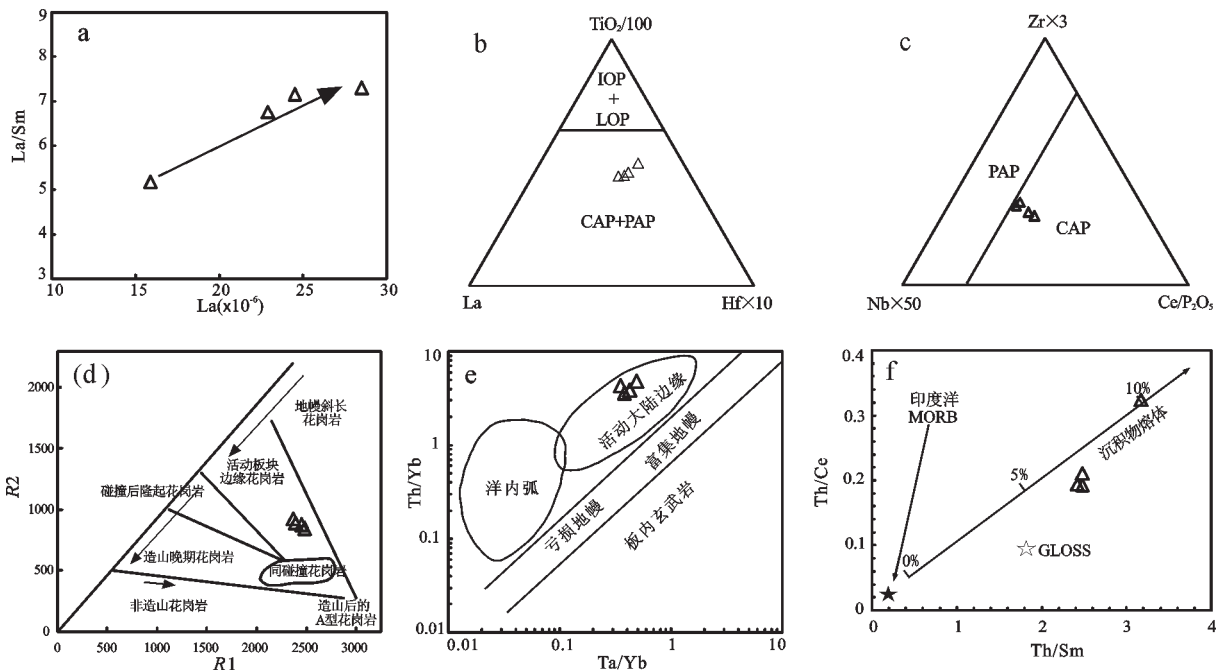 a
9
8
7
6
5
4
3
La/Sm
10
15
20
25
30
La(x10⁻⁶)
b
TiO₂/100
IOP
+
LOP
CAP+PAP
La
Hf×10
c
Zr×3
PAP
CAP
Nb×50
Ce/P₂O₅
(d)
2000
1500
1000
500
0
R2
地幔斜长
花岗岩
活动板块
边缘花岗岩
碰撞后隆起花岗岩
造山晚期花岗岩
同碰撞花岗岩
非造山花岗岩
造山后的
A型花岗岩
0
500
1000
1500
2000
2500
3000
R1
e
10
10
1
0.1
0.01
Th/Yb
活动大陆边缘
洋内弧
富集地幔
亏损地幔
板内玄武岩
0.01
0.1
1
10
Ta/Yb
f
0.4
0.3
0.2
0.1
0
Th/Ce
印度洋
MORB
10%
沉积物熔体
5%
GLOSS
0%
0
1
2
3
4
Th/Sm